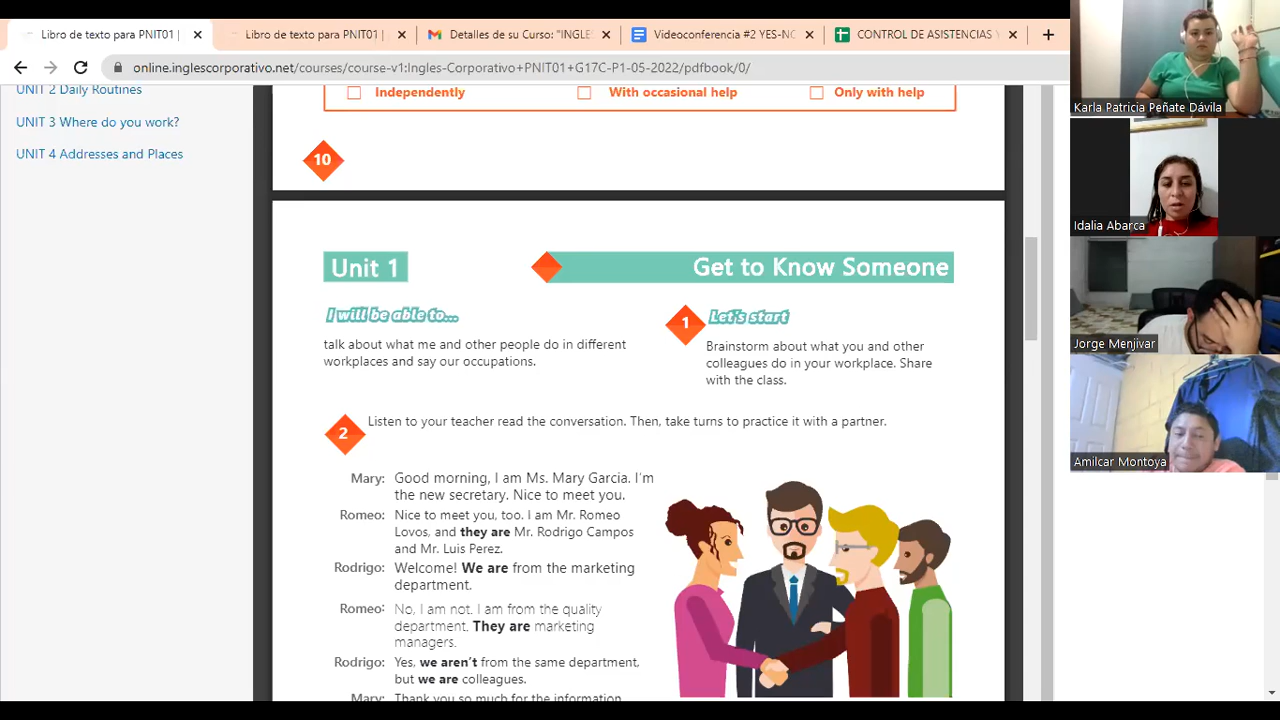 Libro de texto para PNIT01 |
Libro de texto para PNIT01 |
Detalles de su Curso: "INGLES
Videoconferencia #2 YES-NO
CONTROL DE ASISTENCIAS Y
online.inglescorporativo.net/courses/course-v1:Ingles-Corporativo+PNIT01+G17C-P1-05-2022/pdfbook/0/
UNIT 2 Daily Routines
UNIT 3 Where do you work?
UNIT 4 Addresses and Places
Independently With occasional help Only with help
10
Unit 1
Get to Know Someone
I will be able to...
talk about what me and other people do in different
workplaces and say our occupations.
1
Let's start
Brainstorm about what you and other
colleagues do in your workplace. Share
with the class.
2
Listen to your teacher read the conversation. Then, take turns to practice it with a partner.
Mary: Good morning, I am Ms. Mary Garcia. I'm
the new secretary. Nice to meet you.
Romeo: Nice to meet you, too. I am Mr. Romeo
Lovos, and they are Mr. Rodrigo Campos
and Mr. Luis Perez.
Rodrigo: Welcome! We are from the marketing
department.
Romeo: No, I am not. I am from the quality
department. They are marketing
managers.
Rodrigo: Yes, we aren't from the same department,
but we are colleagues.
Mary: Thank you so much for the information.
Karla Patricia Peñate Dávila
Idalia Abarca
Jorge Menjivar
Amilcar Montoya